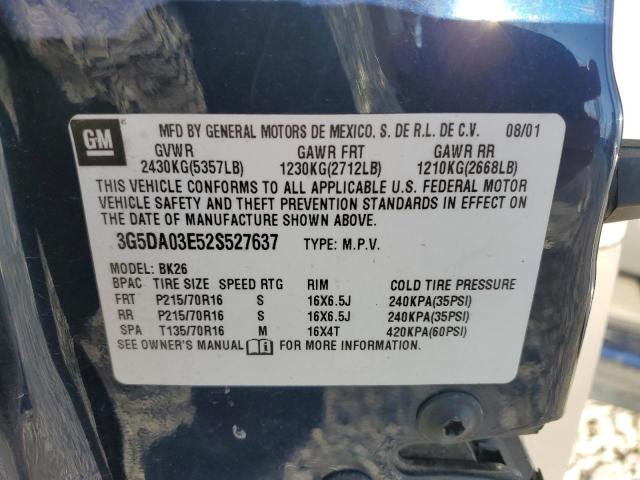 GM
MFD BY GENERAL MOTORS DE MEXICO, S. DE R.L. DE C.V. 08/01
GVWR GAWR FRT GAWR RR
2430KG(5357LB) 1230KG(2712LB) 1210KG(2668LB)
THIS VEHICLE CONFORMS TO ALL APPLICABLE U.S. FEDERAL MOTOR
VEHICLE SAFETY AND THEFT PREVENTION STANDARDS IN EFFECT ON
THE DATE OF MANUFACTURE SHOWN ABOVE.
3G5DA03E52S527637 TYPE: M.P.V.
MODEL: BK26
BPAC TIRE SIZE SPEED RTG RIM COLD TIRE PRESSURE
FRT P215/70R16 S 16X6.5J 240KPA(35PSI)
RR P215/70R16 S 16X6.5J 240KPA(35PSI)
SPA T135/70R16 M 16X4T 420KPA(60PSI)
SEE OWNER'S MANUAL FOR MORE INFORMATION.